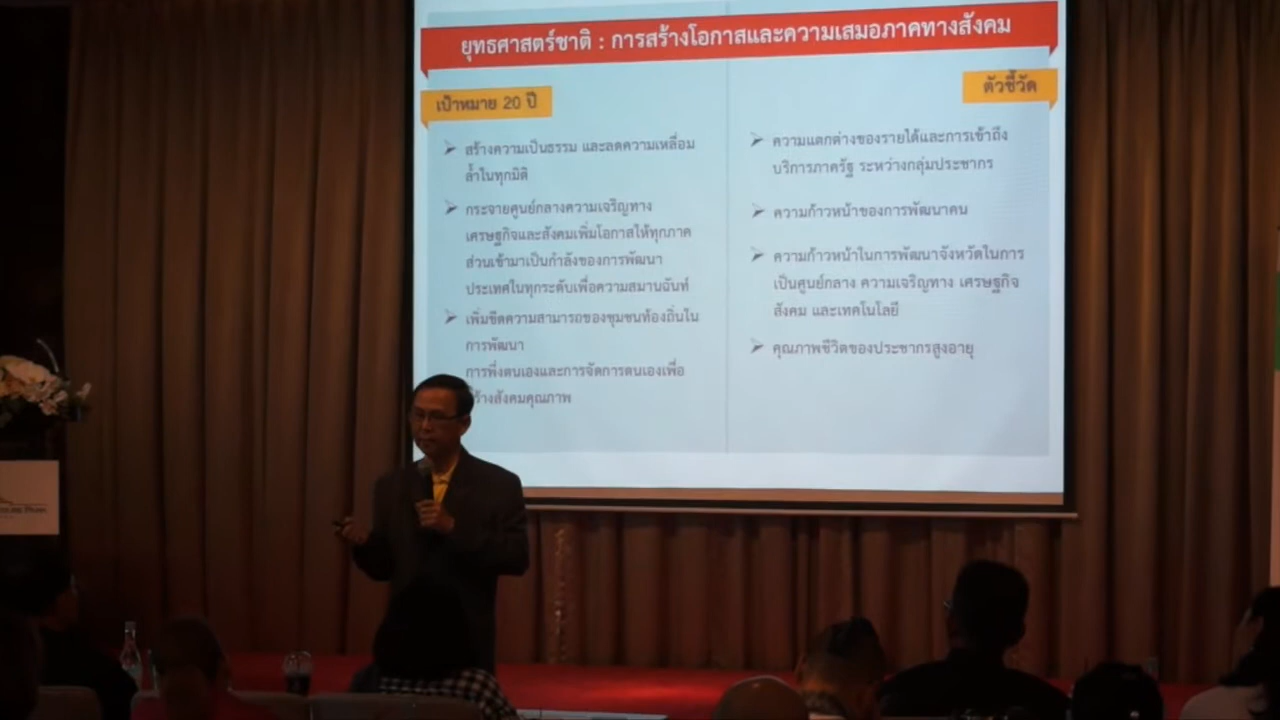 ยุทธศาสตร์ชาติ : การสร้างโอกาสและความเสมอภาคทางสังคม
เป้าหมาย 20 ปี
➢ สร้างความเป็นธรรม และลดความเหลื่อม
ล้ำในทุกมิติ
➢ กระจายศูนย์กลางความเจริญทาง
เศรษฐกิจและสังคมเพิ่มโอกาสให้ทุกภาค
ส่วนเข้ามาเป็นกำลังของการพัฒนา
ประเทศในทุกระดับเพื่อความสมานฉันท์
➢ เพิ่มขีดความสามารถของชุมชนท้องถิ่นใน
การพัฒนา
การพึ่งตนเองและการจัดการตนเองเพื่อ
สร้างสังคมคุณภาพ
ตัวชี้วัด
➢ ความแตกต่างของรายได้และการเข้าถึง
บริการภาครัฐ ระหว่างกลุ่มประชากร
➢ ความก้าวหน้าของการพัฒนาคน
➢ ความก้าวหน้าในการพัฒนาจังหวัดในการ
เป็นศูนย์กลาง ความเจริญทาง เศรษฐกิจ
สังคม และเทคโนโลยี
➢ คุณภาพชีวิตของประชากรสูงอายุ